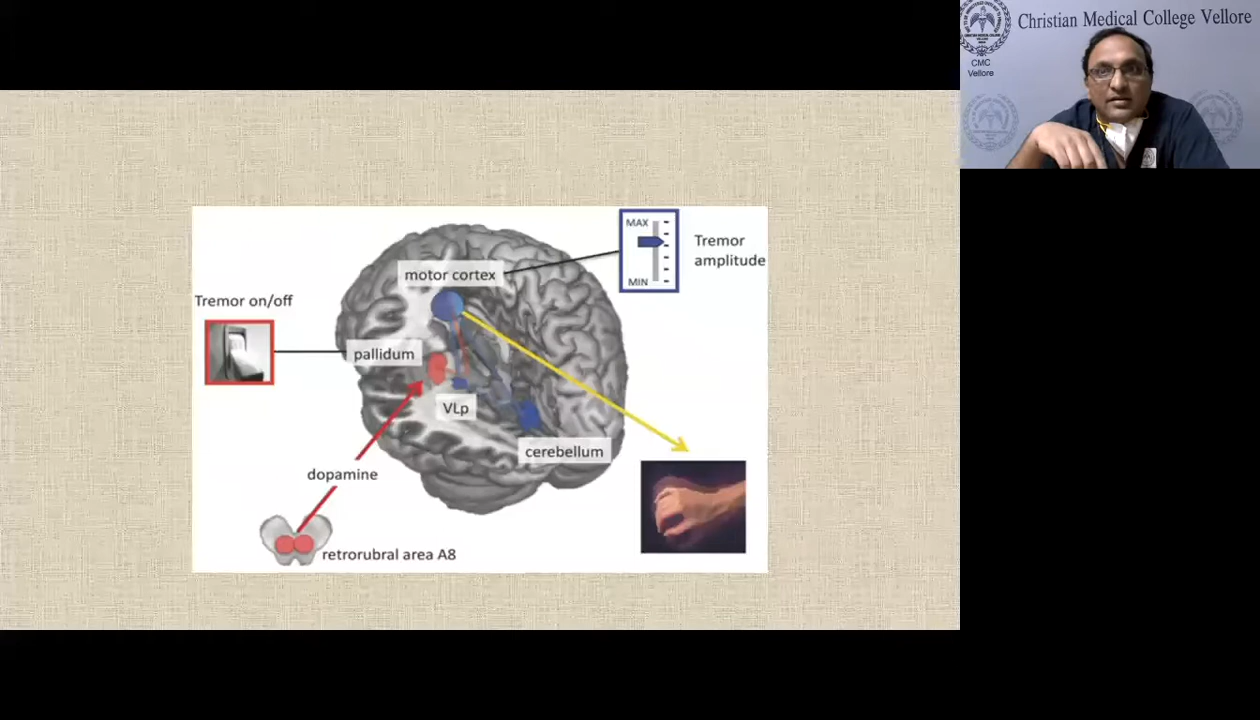 Christian Medical College Vellore
CMC
Vellore
MAX
Tremor
amplitude
MIN
motor cortex
Tremor on/off
pallidum
VLp
cerebellum
dopamine
retrorubral area A8